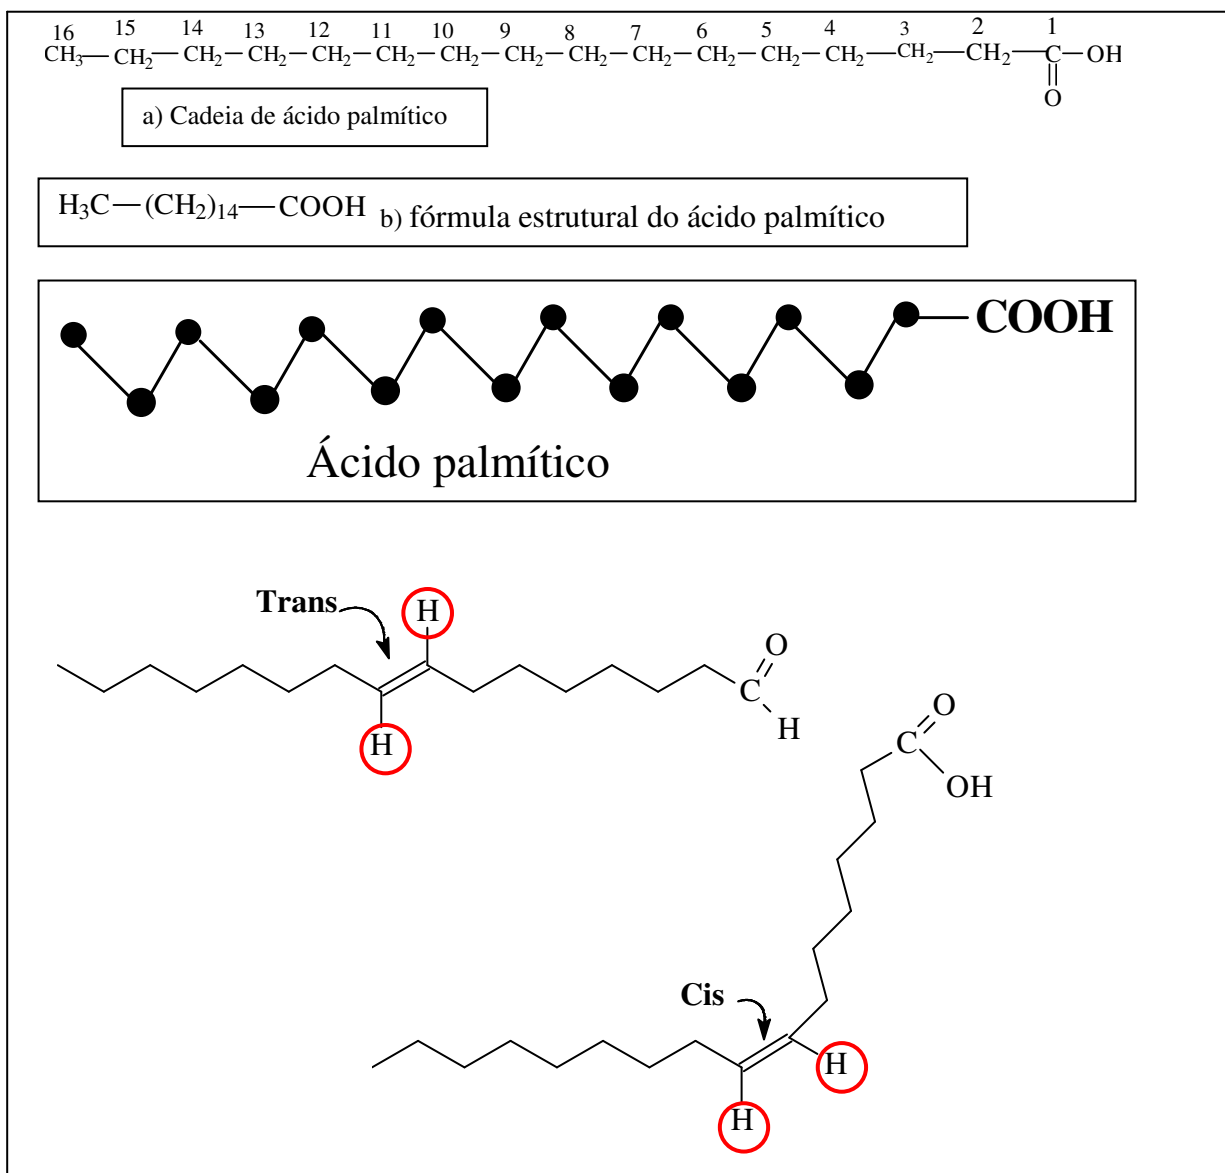 16 15 14 13 12 11 10 9 8 7 6 5 4 3 2 1
CH₃—CH₂—CH₂—CH₂—CH₂—CH₂—CH₂—CH₂—CH₂—CH₂—CH₂—CH₂—CH₂—CH₂—CH₂—C—OH
O
a) Cadeia de ácido palmítico
H₃C—(CH₂)₁₄—COOH b) fórmula estrutural do ácido palmítico
COOH
Ácido palmítico
Trans
H
O
C
H
H
O
C
OH
Cis
H
H